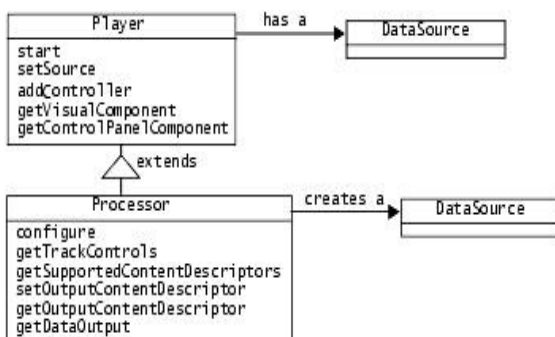 Player
has a
DataSource
start
setSource
addController
getVisualComponent
getControlPanelComponent
extends
Processor
creates a
DataSource
configure
getTrackControls
getSupportedContentDescriptors
setOutputContentDescriptor
getOutputContentDescriptor
getDataOutput